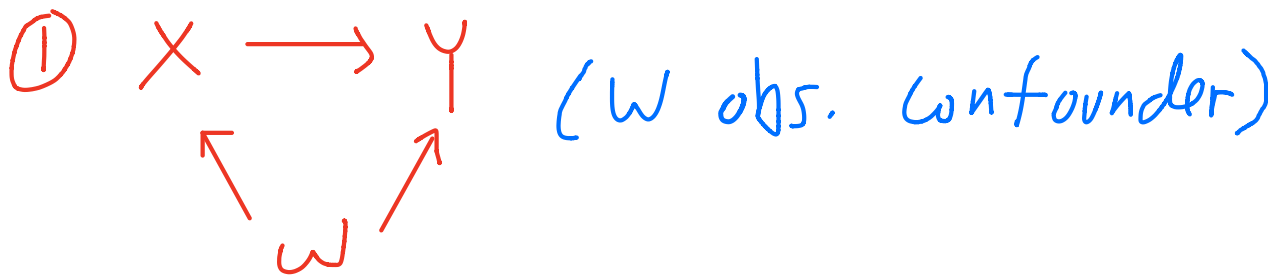 ① X → Y (W obs. confounder)
W